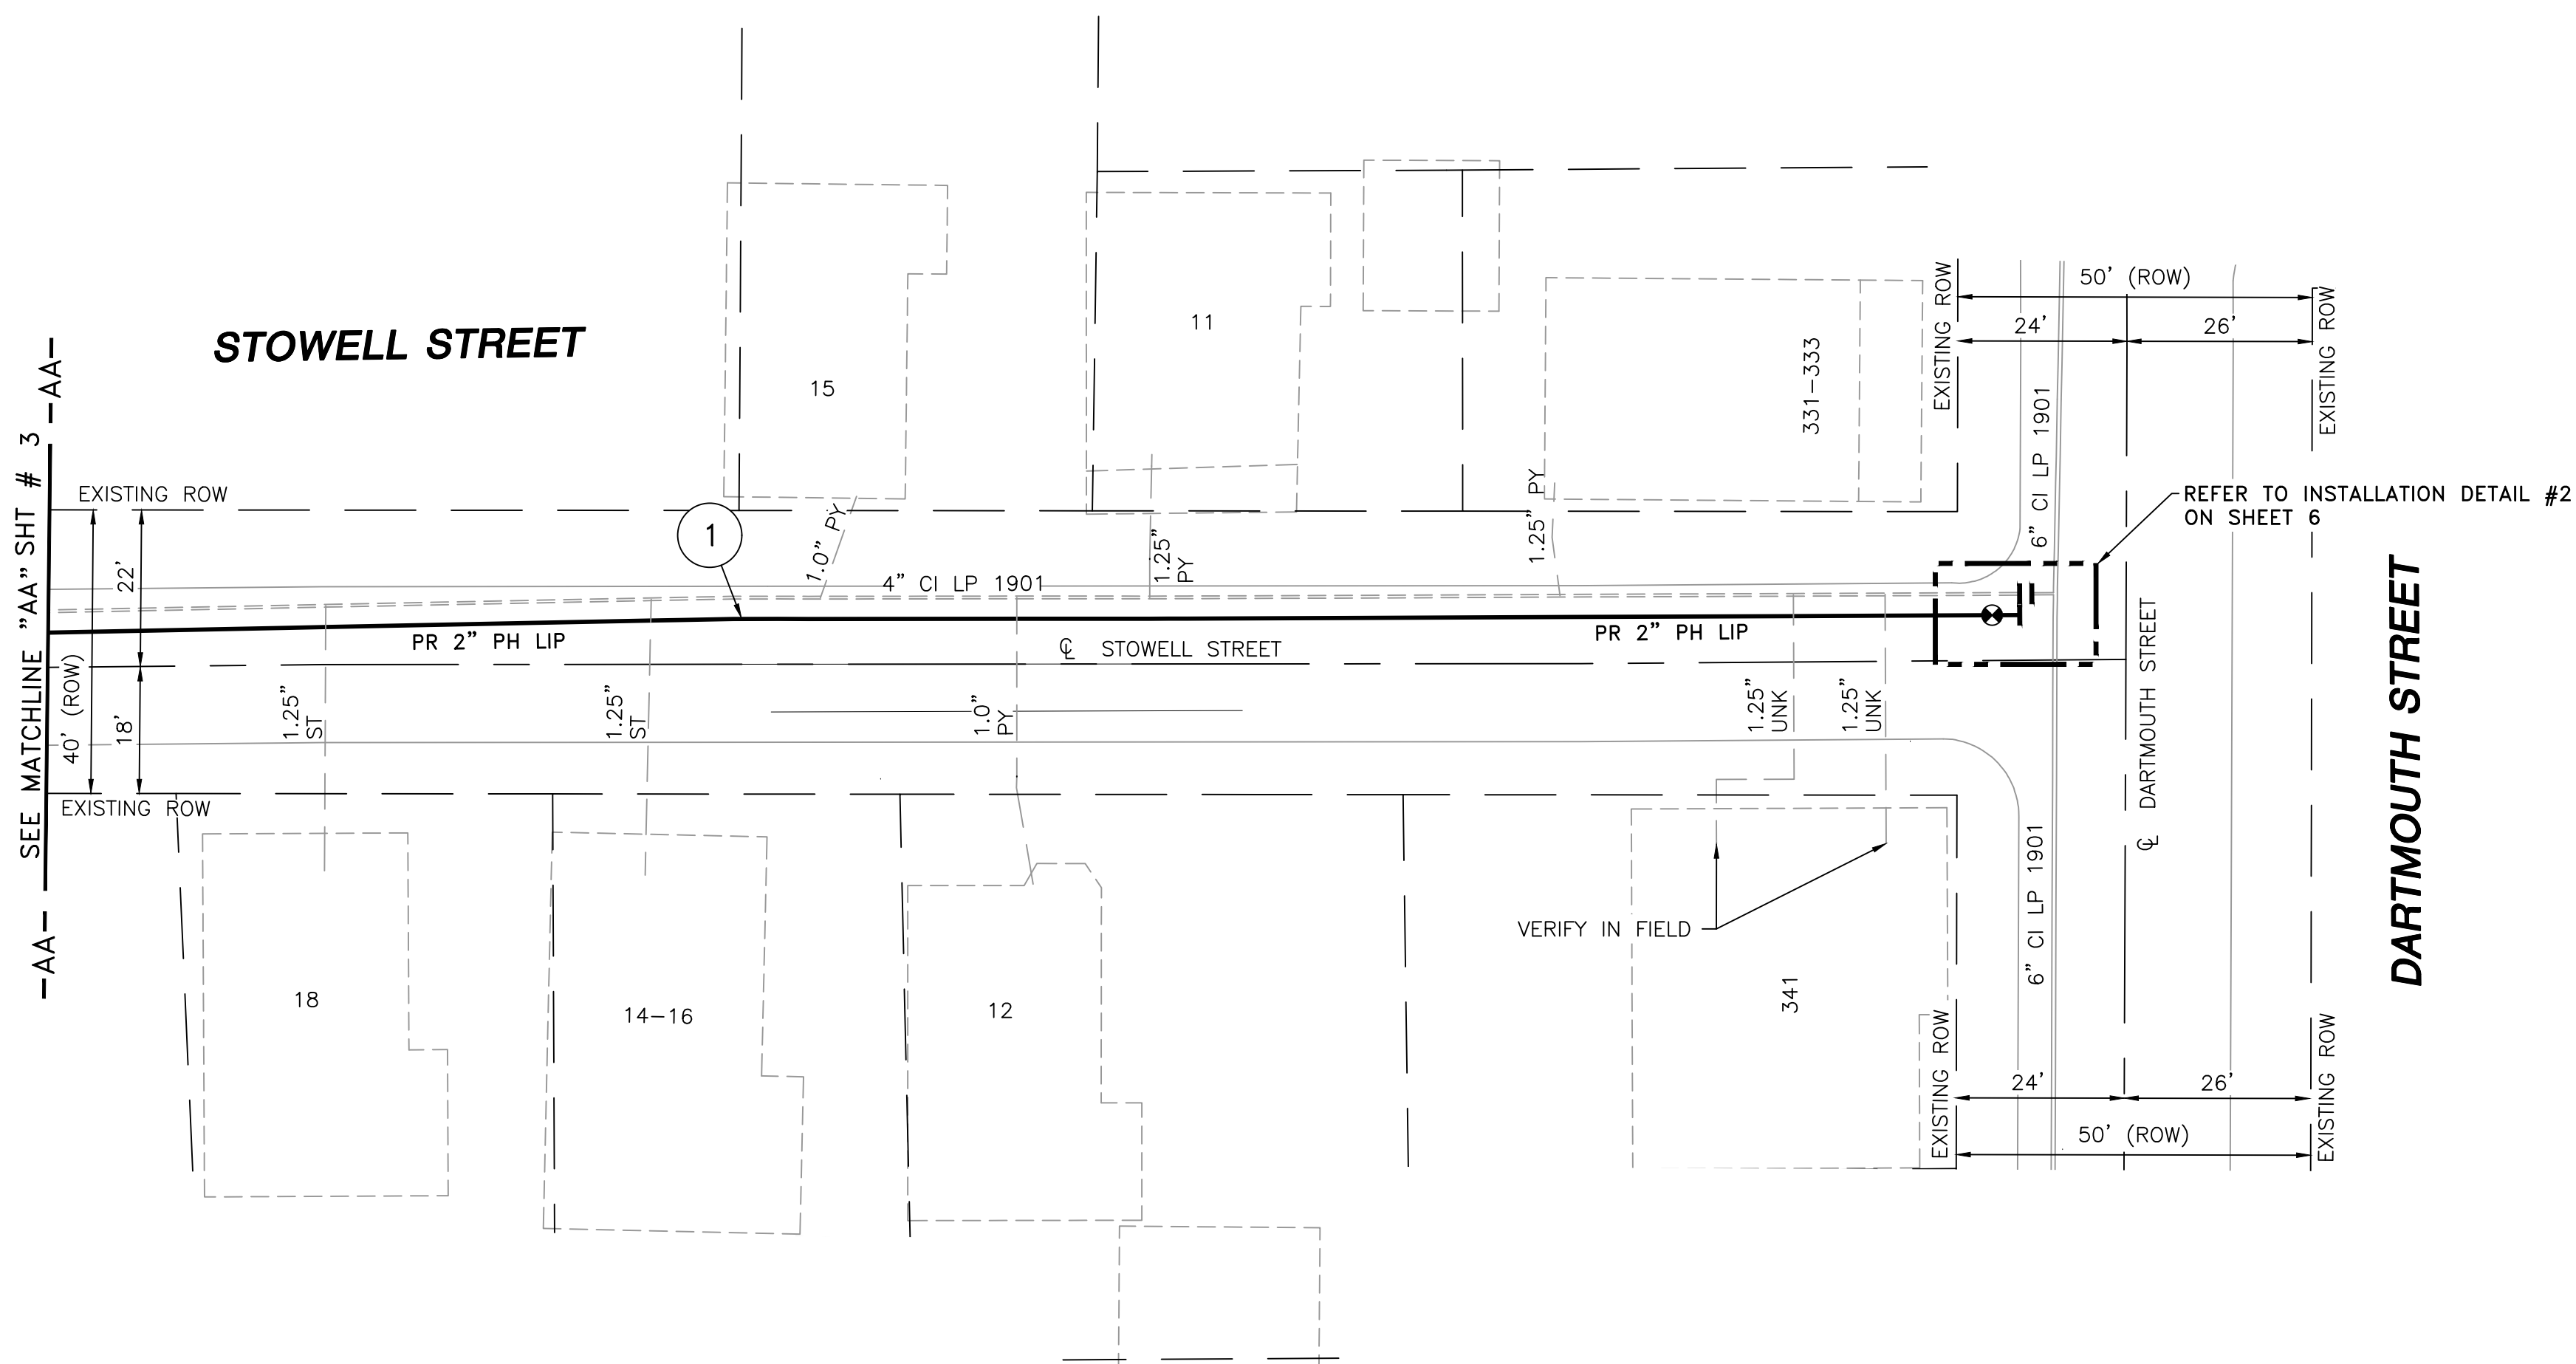 STOWELL STREET
15
11
331-333
EXISTING ROW
50' (ROW)
24'
26'
EXISTING ROW
-AA-
SEE MATCHLINE "AA" SHT # 3
-AA-
EXISTING ROW
22'
40' (ROW)
18'
EXISTING ROW
1
1.0" PY
4" CI LP 1901
1.25"
PY
1.25" PY
6" CI LP 1901
REFER TO INSTALLATION DETAIL #2
ON SHEET 6
PR 2" PH LIP
℄ STOWELL STREET
PR 2" PH LIP
℄ DARTMOUTH STREET
DARTMOUTH STREET
1.25"
ST
1.25"
ST
1.0"
PY
1.25"
UNK
1.25"
UNK
VERIFY IN FIELD
18
14-16
12
341
6" CI LP 1901
EXISTING ROW
24'
26'
50' (ROW)
EXISTING ROW